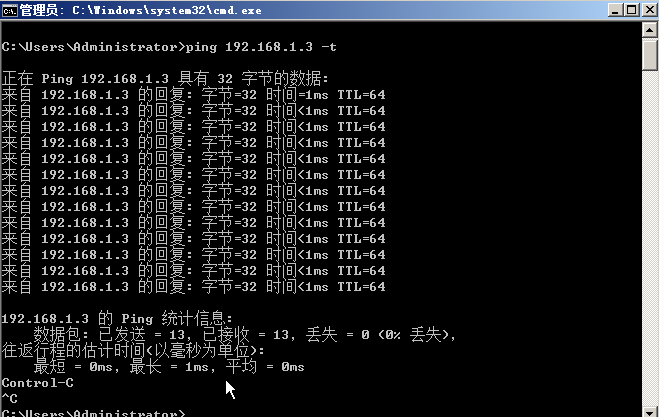 管理员: C:\Windows\system32\cmd.exe
C:\Users\Administrator>ping 192.168.1.3 -t
正在 Ping 192.168.1.3 具有 32 字节的数据:
来自 192.168.1.3 的回复: 字节=32 时间=1ms TTL=64
来自 192.168.1.3 的回复: 字节=32 时间<1ms TTL=64
来自 192.168.1.3 的回复: 字节=32 时间<1ms TTL=64
来自 192.168.1.3 的回复: 字节=32 时间<1ms TTL=64
来自 192.168.1.3 的回复: 字节=32 时间<1ms TTL=64
来自 192.168.1.3 的回复: 字节=32 时间<1ms TTL=64
来自 192.168.1.3 的回复: 字节=32 时间<1ms TTL=64
来自 192.168.1.3 的回复: 字节=32 时间<1ms TTL=64
来自 192.168.1.3 的回复: 字节=32 时间<1ms TTL=64
来自 192.168.1.3 的回复: 字节=32 时间<1ms TTL=64
来自 192.168.1.3 的回复: 字节=32 时间<1ms TTL=64
来自 192.168.1.3 的回复: 字节=32 时间<1ms TTL=64
来自 192.168.1.3 的回复: 字节=32 时间<1ms TTL=64
192.168.1.3 的 Ping 统计信息:
数据包: 已发送 = 13, 已接收 = 13, 丢失 = 0 (0% 丢失),
往返行程的估计时间(以毫秒为单位):
最短 = 0ms, 最长 = 1ms, 平均 = 0ms
Control-C
^C
C:\Users\Administrator>